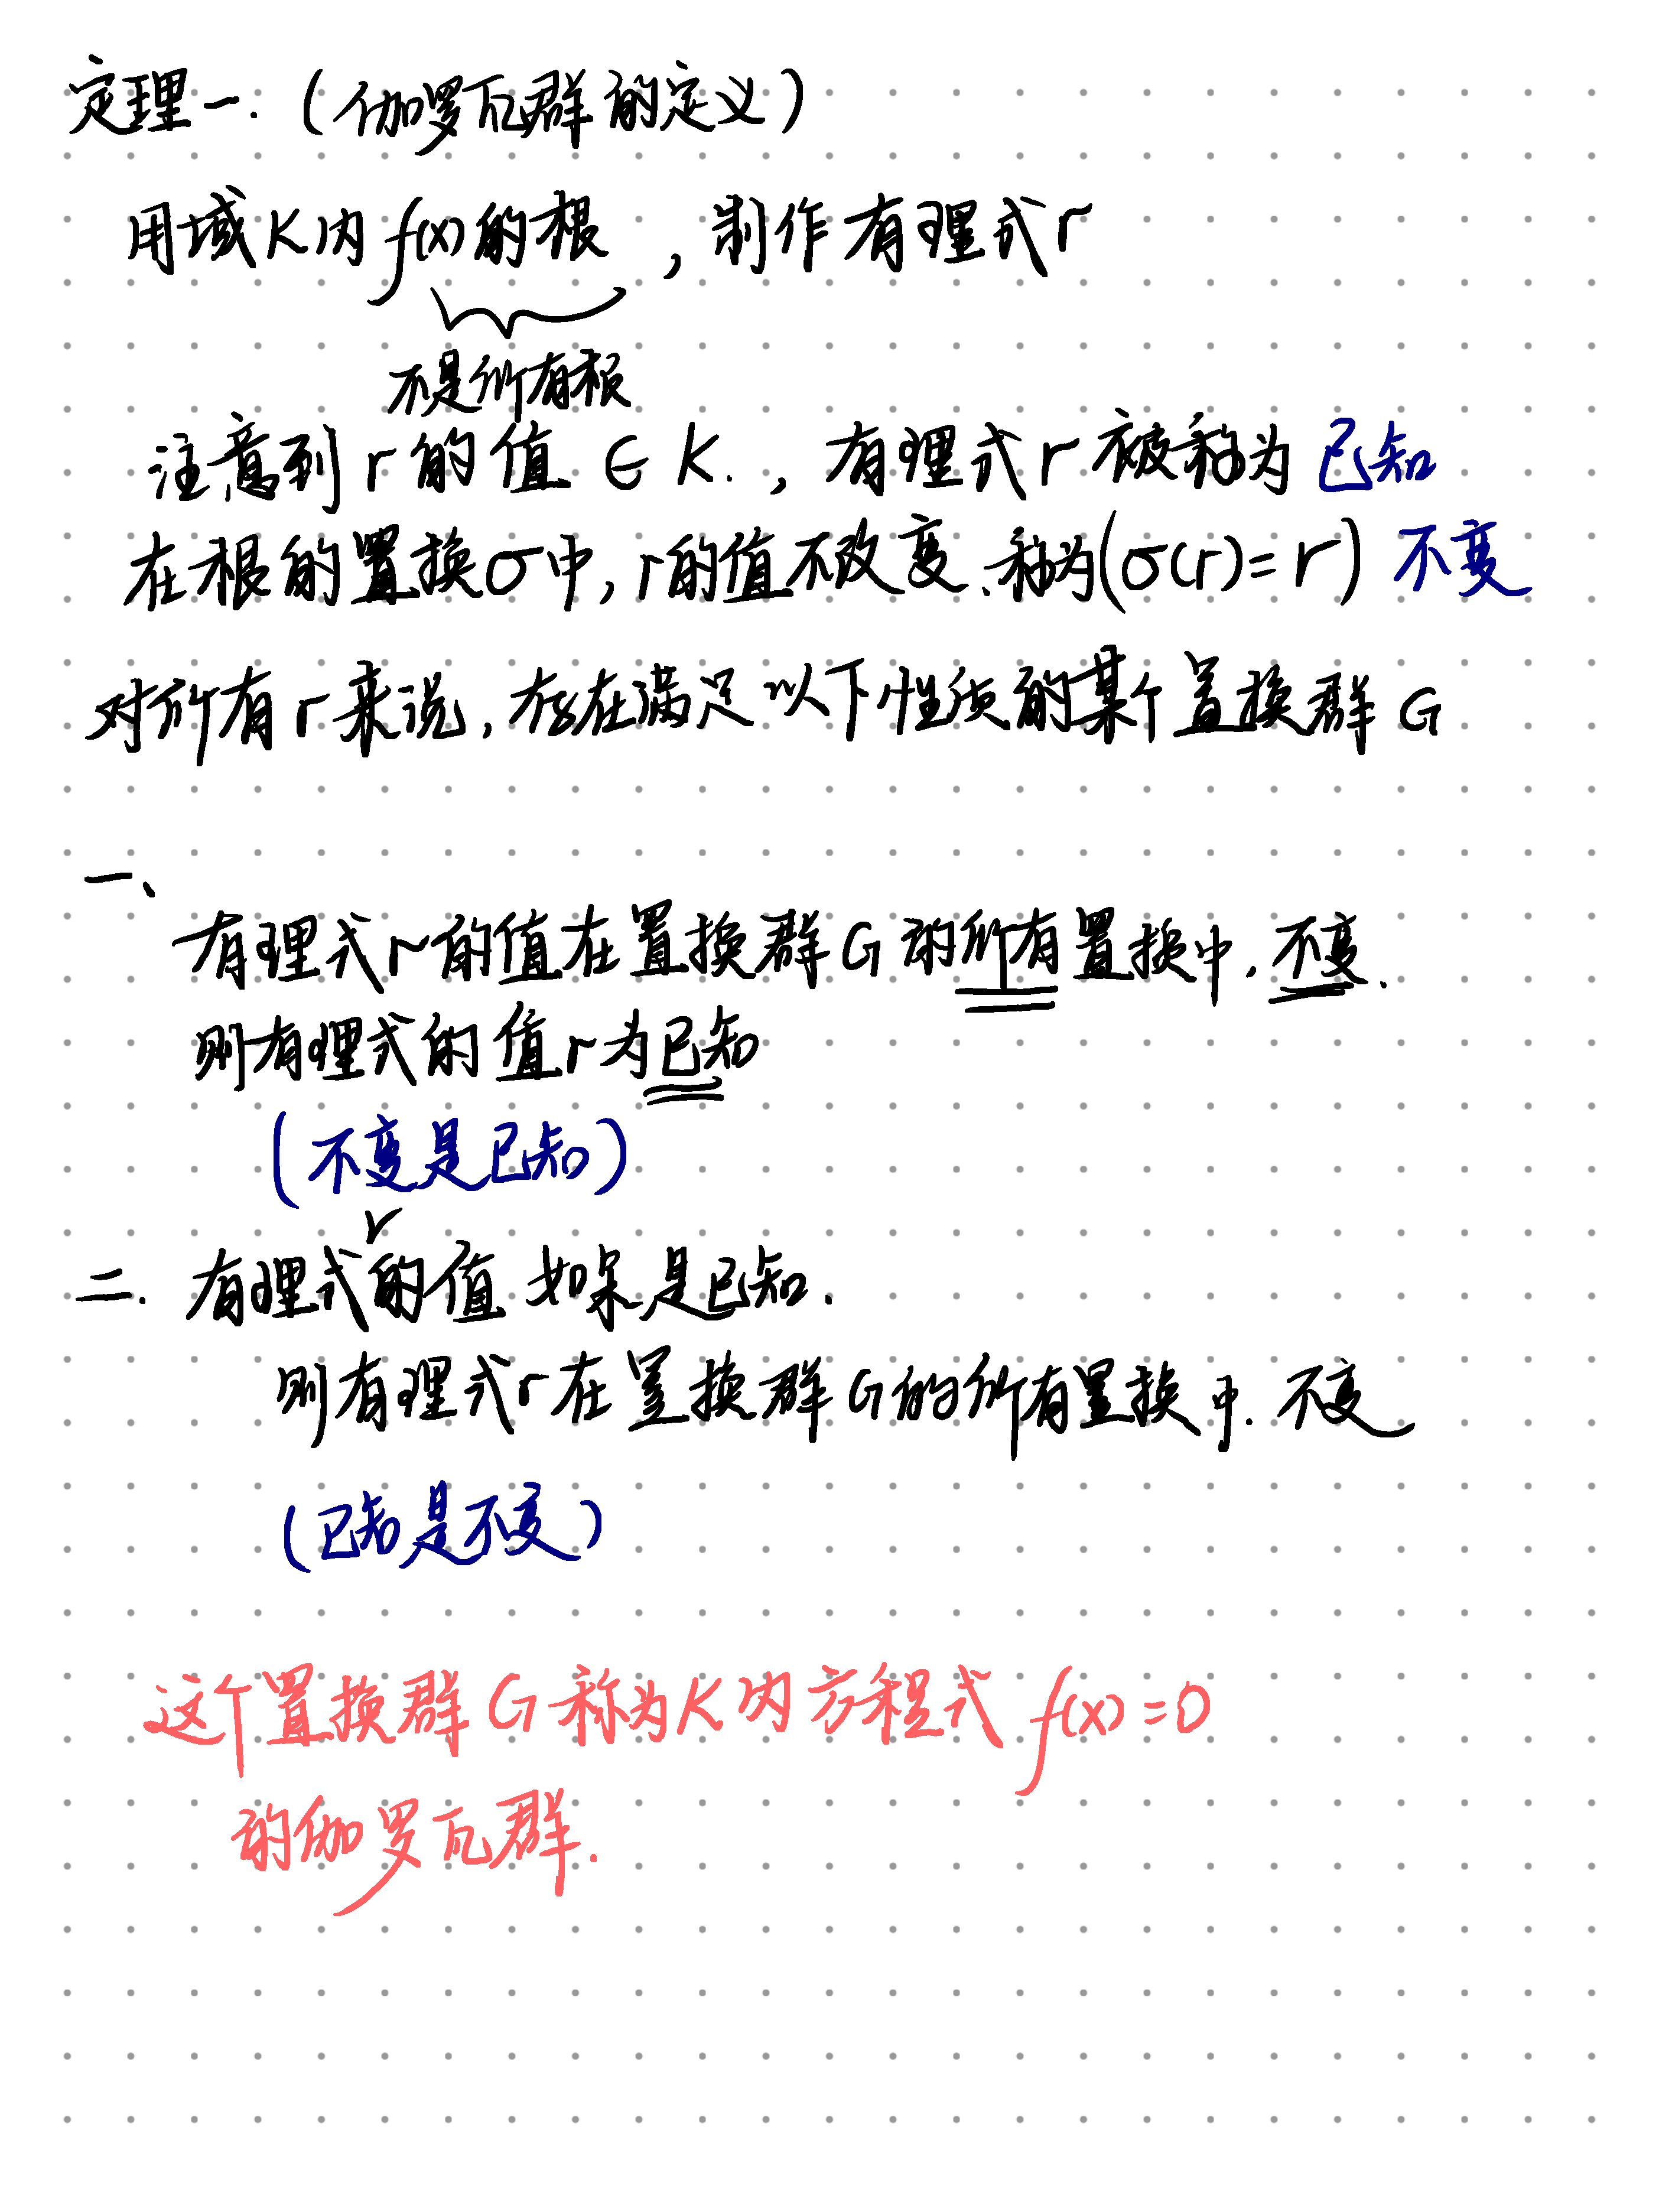 定理一.(伽罗瓦群的定义)
用域K内f(x)的根,制作有理式r
不是所有根
注意到r的值∈K.,有理式r被称为已知
在根的置换σ中,r的值不改变、称为(σ(r)=r)不变
对所有r来说,存在满足以下性质的某个置换群G
一、
有理式r的值在置换群G的所有置换中.不变.
则有理式的值r为已知
(不变是已知)
r
二.有理式的值如果是已知.
则有理式r在置换群G的所有置换中.不变
(已知是不变)
这个置换群G称为K内方程式f(x)=0
的伽罗瓦群.